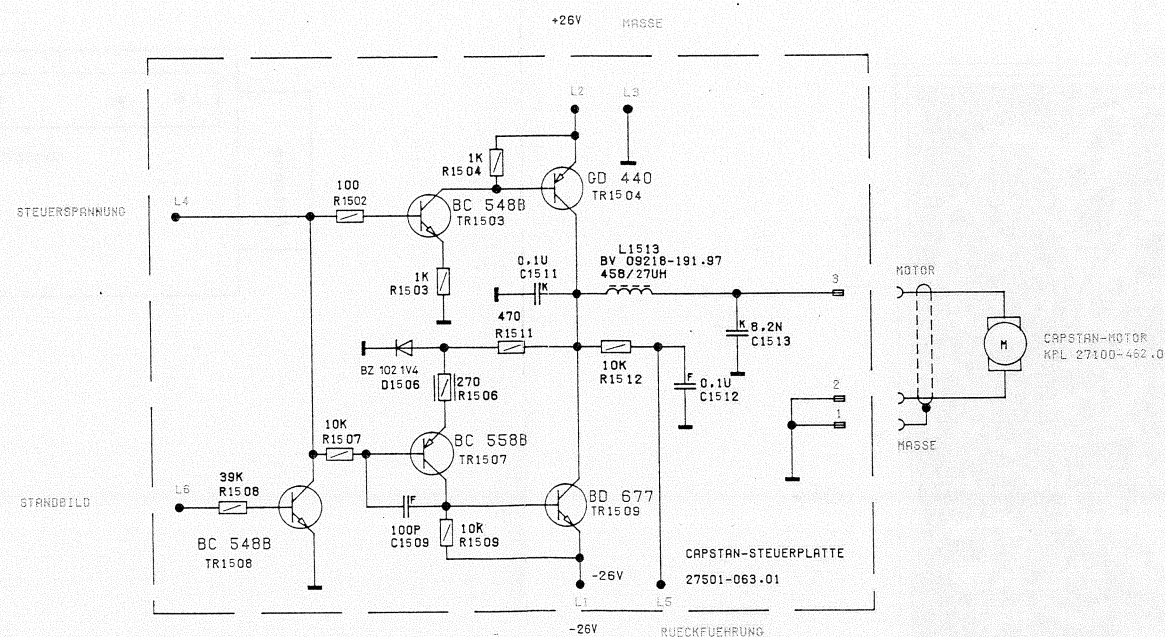 +26V MASSE
L2 L3
1K
R1504
GD 440
TR1504
100
R1502
BC 548B
TR1503
STEUERSPANNUNG
L4
L1513
BV 09218-191.97
458/27UH
0,1U
C1511
K
1K
R1503
3
MOTOR
470
R1511
K
8,2N
C1513
M
CAPSTAN-MOTOR
KPL 27100-462.0
BZ 102 1V4
D1506
270
R1506
10K
R1512
F
0,1U
C1512
2
1
10K
R1507
BC 558B
TR1507
MASSE
39K
R1508
STANDBILD
L6
BD 677
TR1509
F
100P
C1509
10K
R1509
BC 548B
TR1508
CAPSTAN-STEUERPLATTE
27501-063.01
-26V
L1 L5
-26V RUECKFUEHRUNG